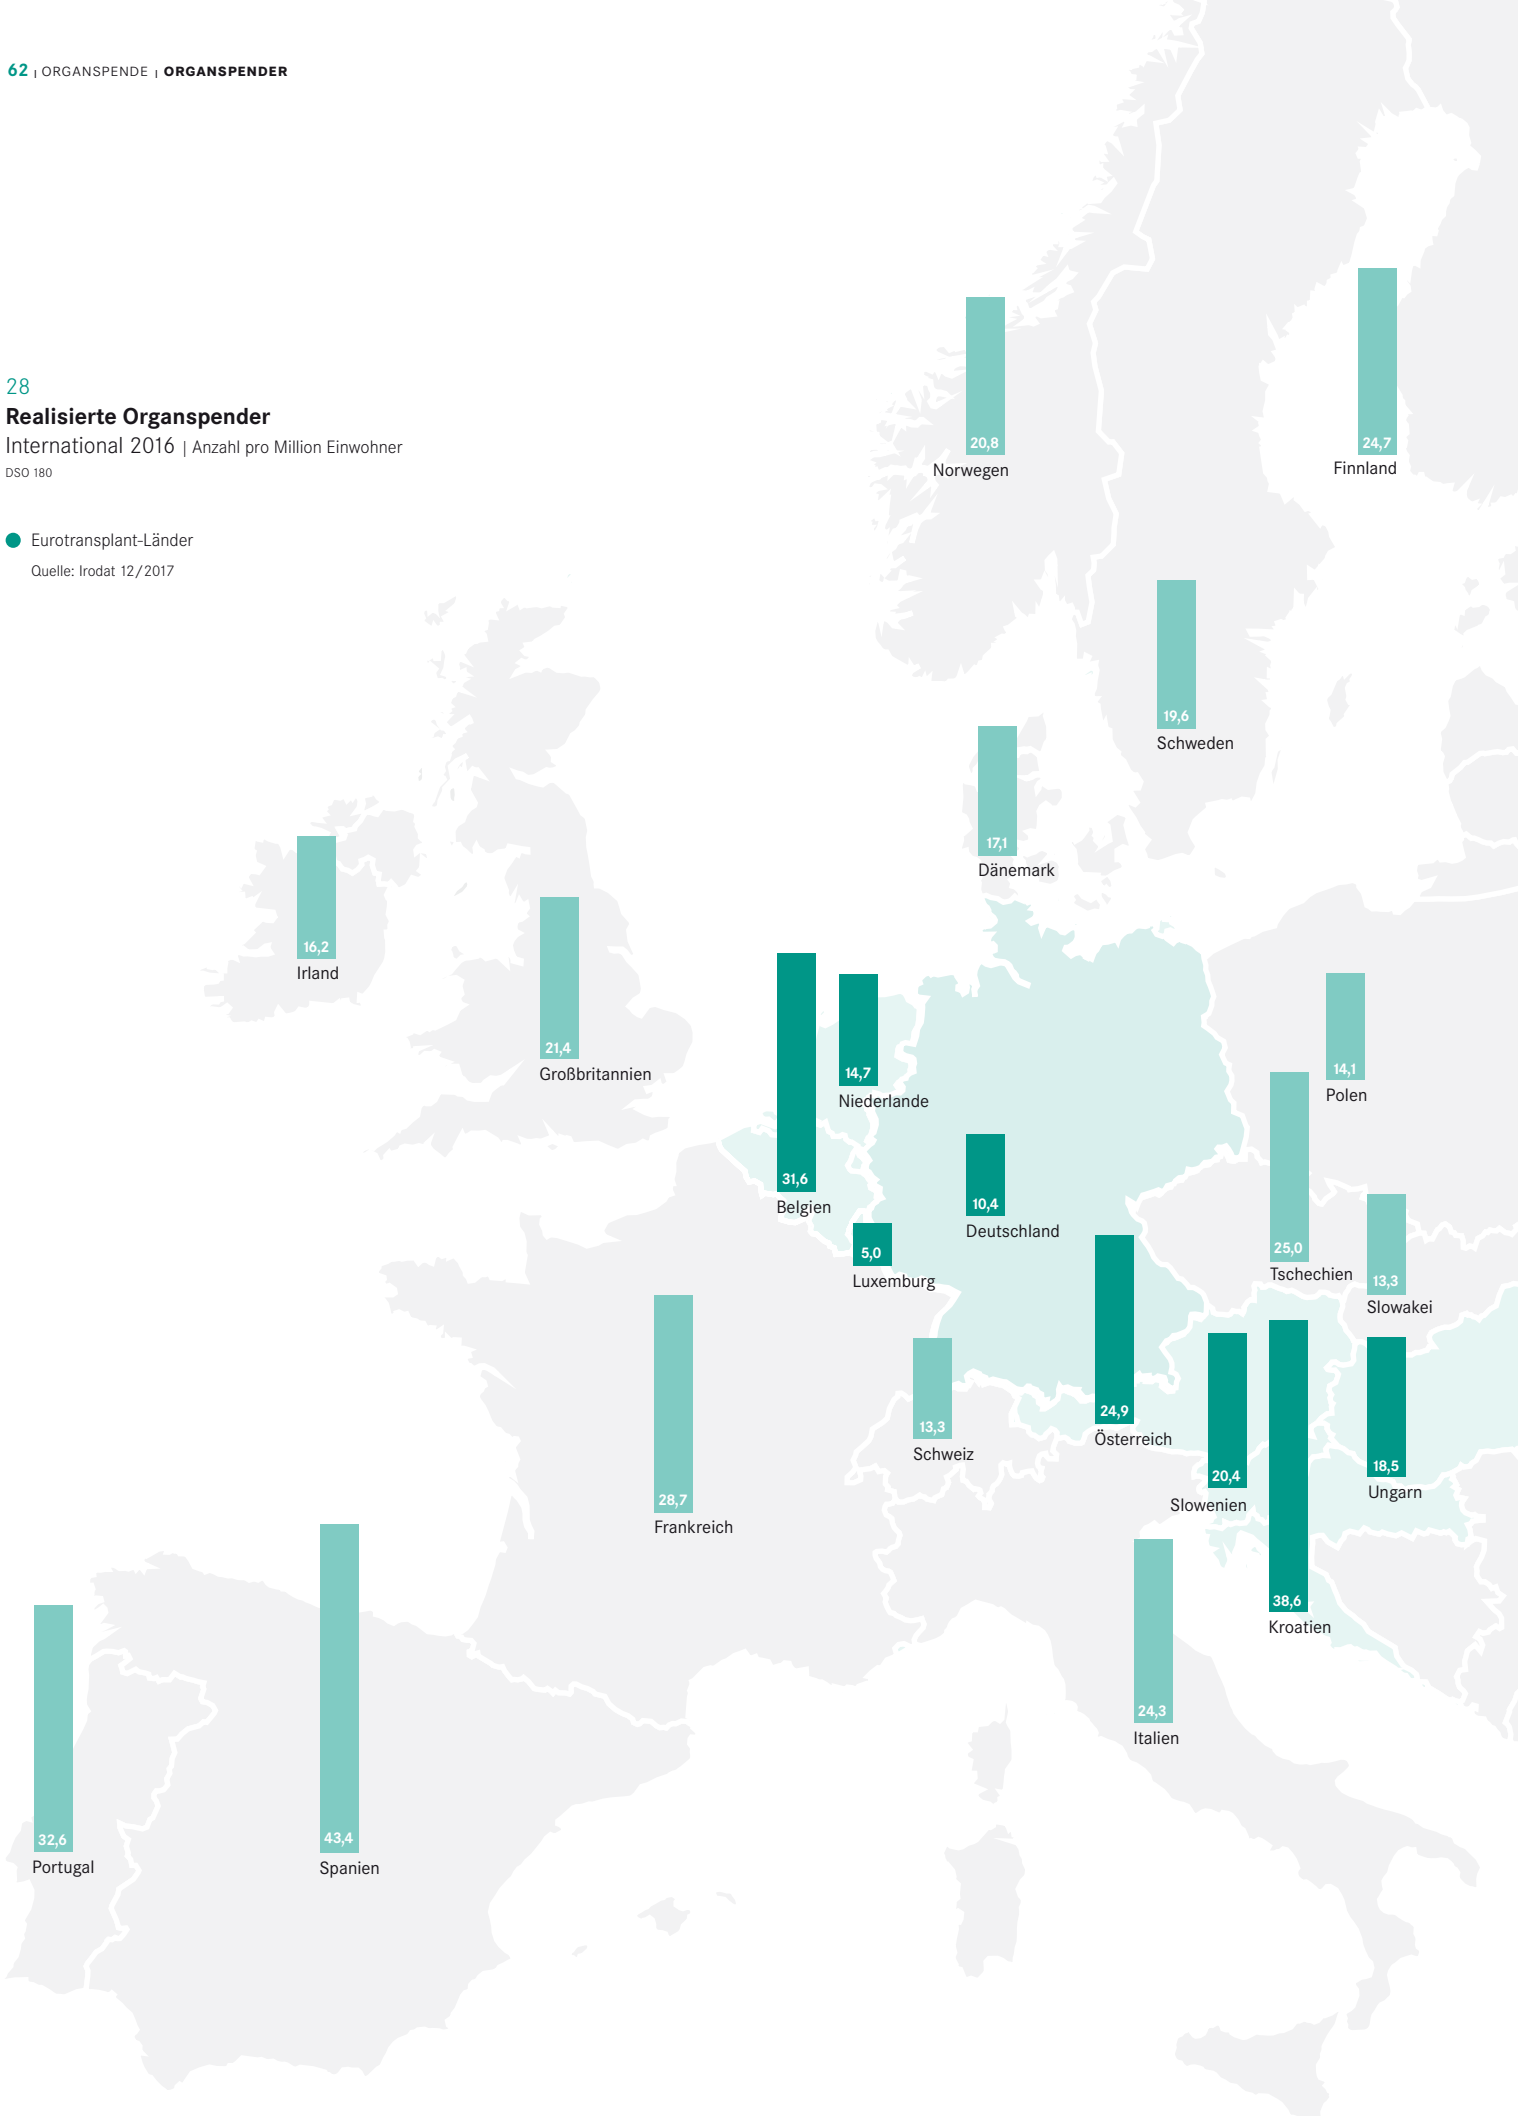 62 | ORGANSPENDE | ORGANSPENDER
28
Realisierte Organspender
International 2016 | Anzahl pro Million Einwohner
DSO 180
Eurotransplant-Länder
Quelle: Irodat 12/2017
20,8
Norwegen
24,7
Finnland
19,6
Schweden
17,1
Dänemark
16,2
Irland
21,4
Großbritannien
14,7
Niederlande
14,1
Polen
31,6
Belgien
10,4
Deutschland
5,0
Luxemburg
25,0
Tschechien
13,3
Slowakei
24,9
Österreich
13,3
Schweiz
20,4
Slowenien
18,5
Ungarn
28,7
Frankreich
38,6
Kroatien
24,3
Italien
32,6
Portugal
43,4
Spanien